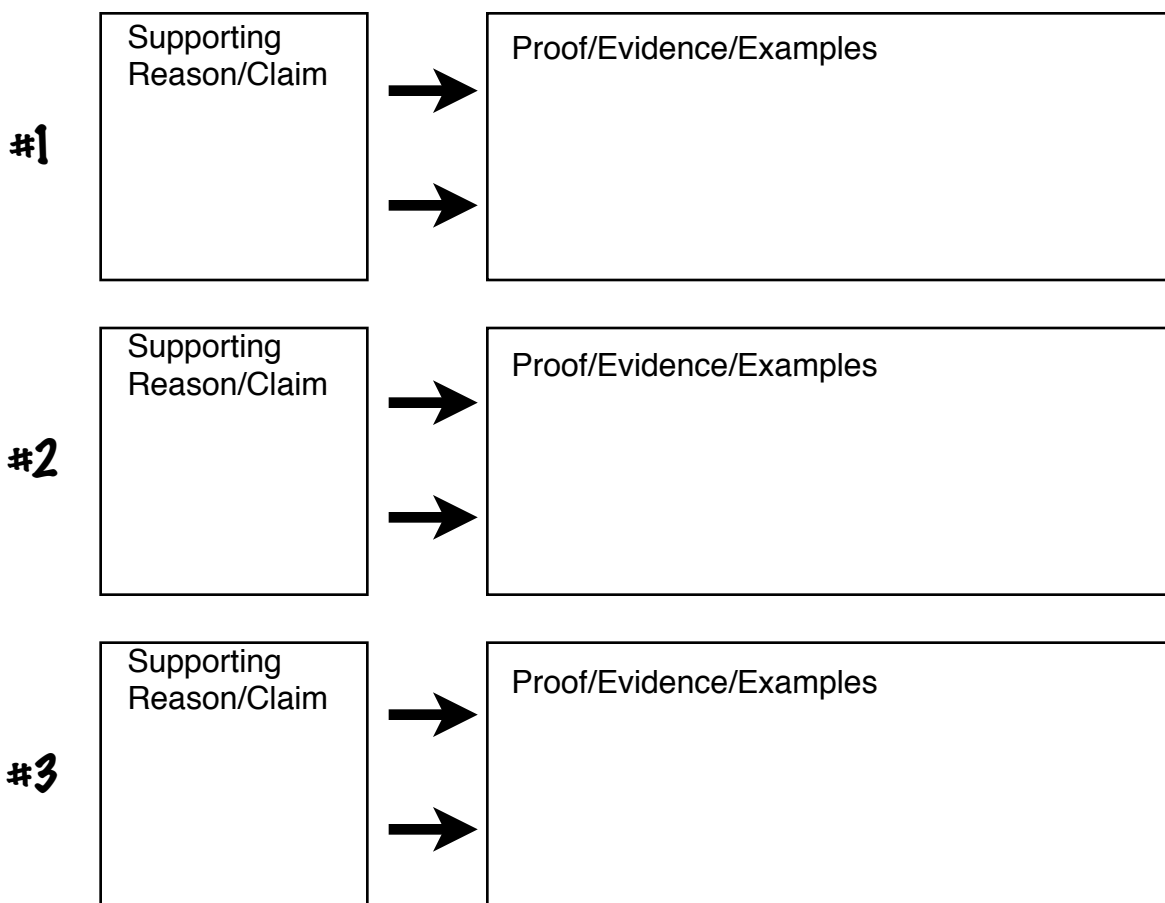 Supporting
Reason/Claim
Proof/Evidence/Examples
#1
Supporting
Reason/Claim
Proof/Evidence/Examples
#2
Supporting
Reason/Claim
Proof/Evidence/Examples
#3